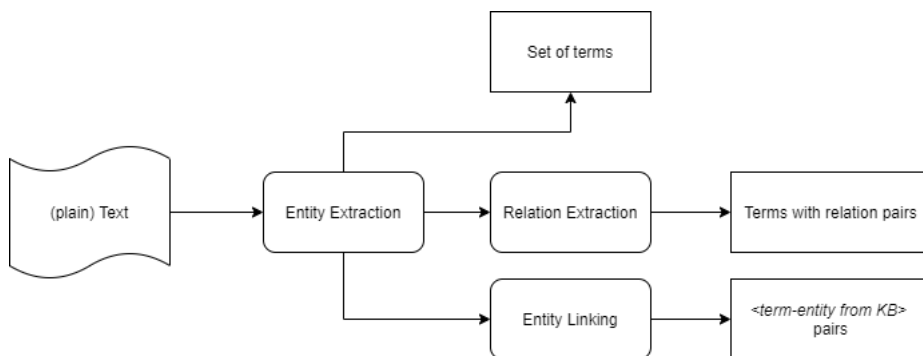 Set of terms
(plain) Text
Entity Extraction
Relation Extraction
Terms with relation pairs
Entity Linking
<term-entity from KB>
pairs